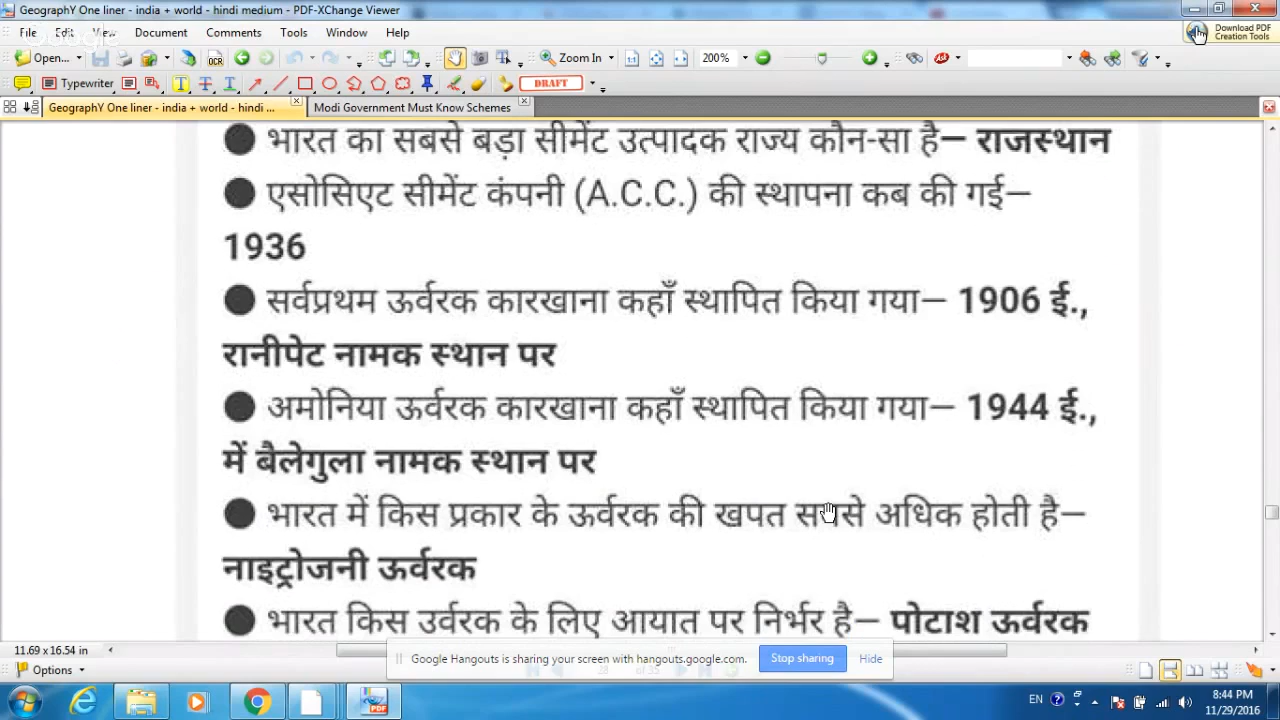 GeographY One liner - india + world - hindi medium - PDF-XChange Viewer
File Edit View Document Comments Tools Window Help
Google
Download PDF
Creation Tools
Open... OCR Zoom In 200% Ask
Typewriter DRAFT
GeographY One liner - india + world - hindi ... Modi Government Must Know Schemes
● भारत का सबसे बड़ा सीमेंट उत्पादक राज्य कौन-सा है— राजस्थान
● एसोसिएट सीमेंट कंपनी (A.C.C.) की स्थापना कब की गई—
1936
● सर्वप्रथम ऊर्वरक कारखाना कहाँ स्थापित किया गया— 1906 ई.,
रानीपेट नामक स्थान पर
● अमोनिया ऊर्वरक कारखाना कहाँ स्थापित किया गया— 1944 ई.,
में बैलेगुला नामक स्थान पर
● भारत में किस प्रकार के ऊर्वरक की खपत सबसे अधिक होती है—
नाइट्रोजनी ऊर्वरक
● भारत किस उर्वरक के लिए आयात पर निर्भर है— पोटाश ऊर्वरक
11.69 x 16.54 in
Google Hangouts is sharing your screen with hangouts.google.com. Stop sharing Hide
Options 28 of 35
EN 8:44 PM
11/29/2016